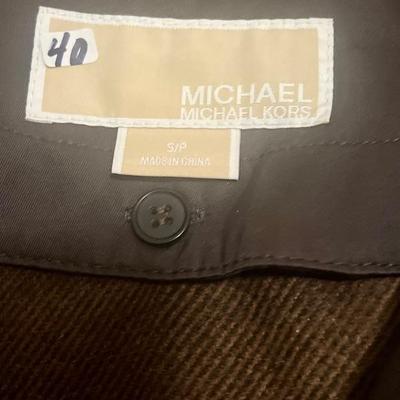 40
MICHAEL
MICHAEL KORS
S/P
MADE IN CHINA